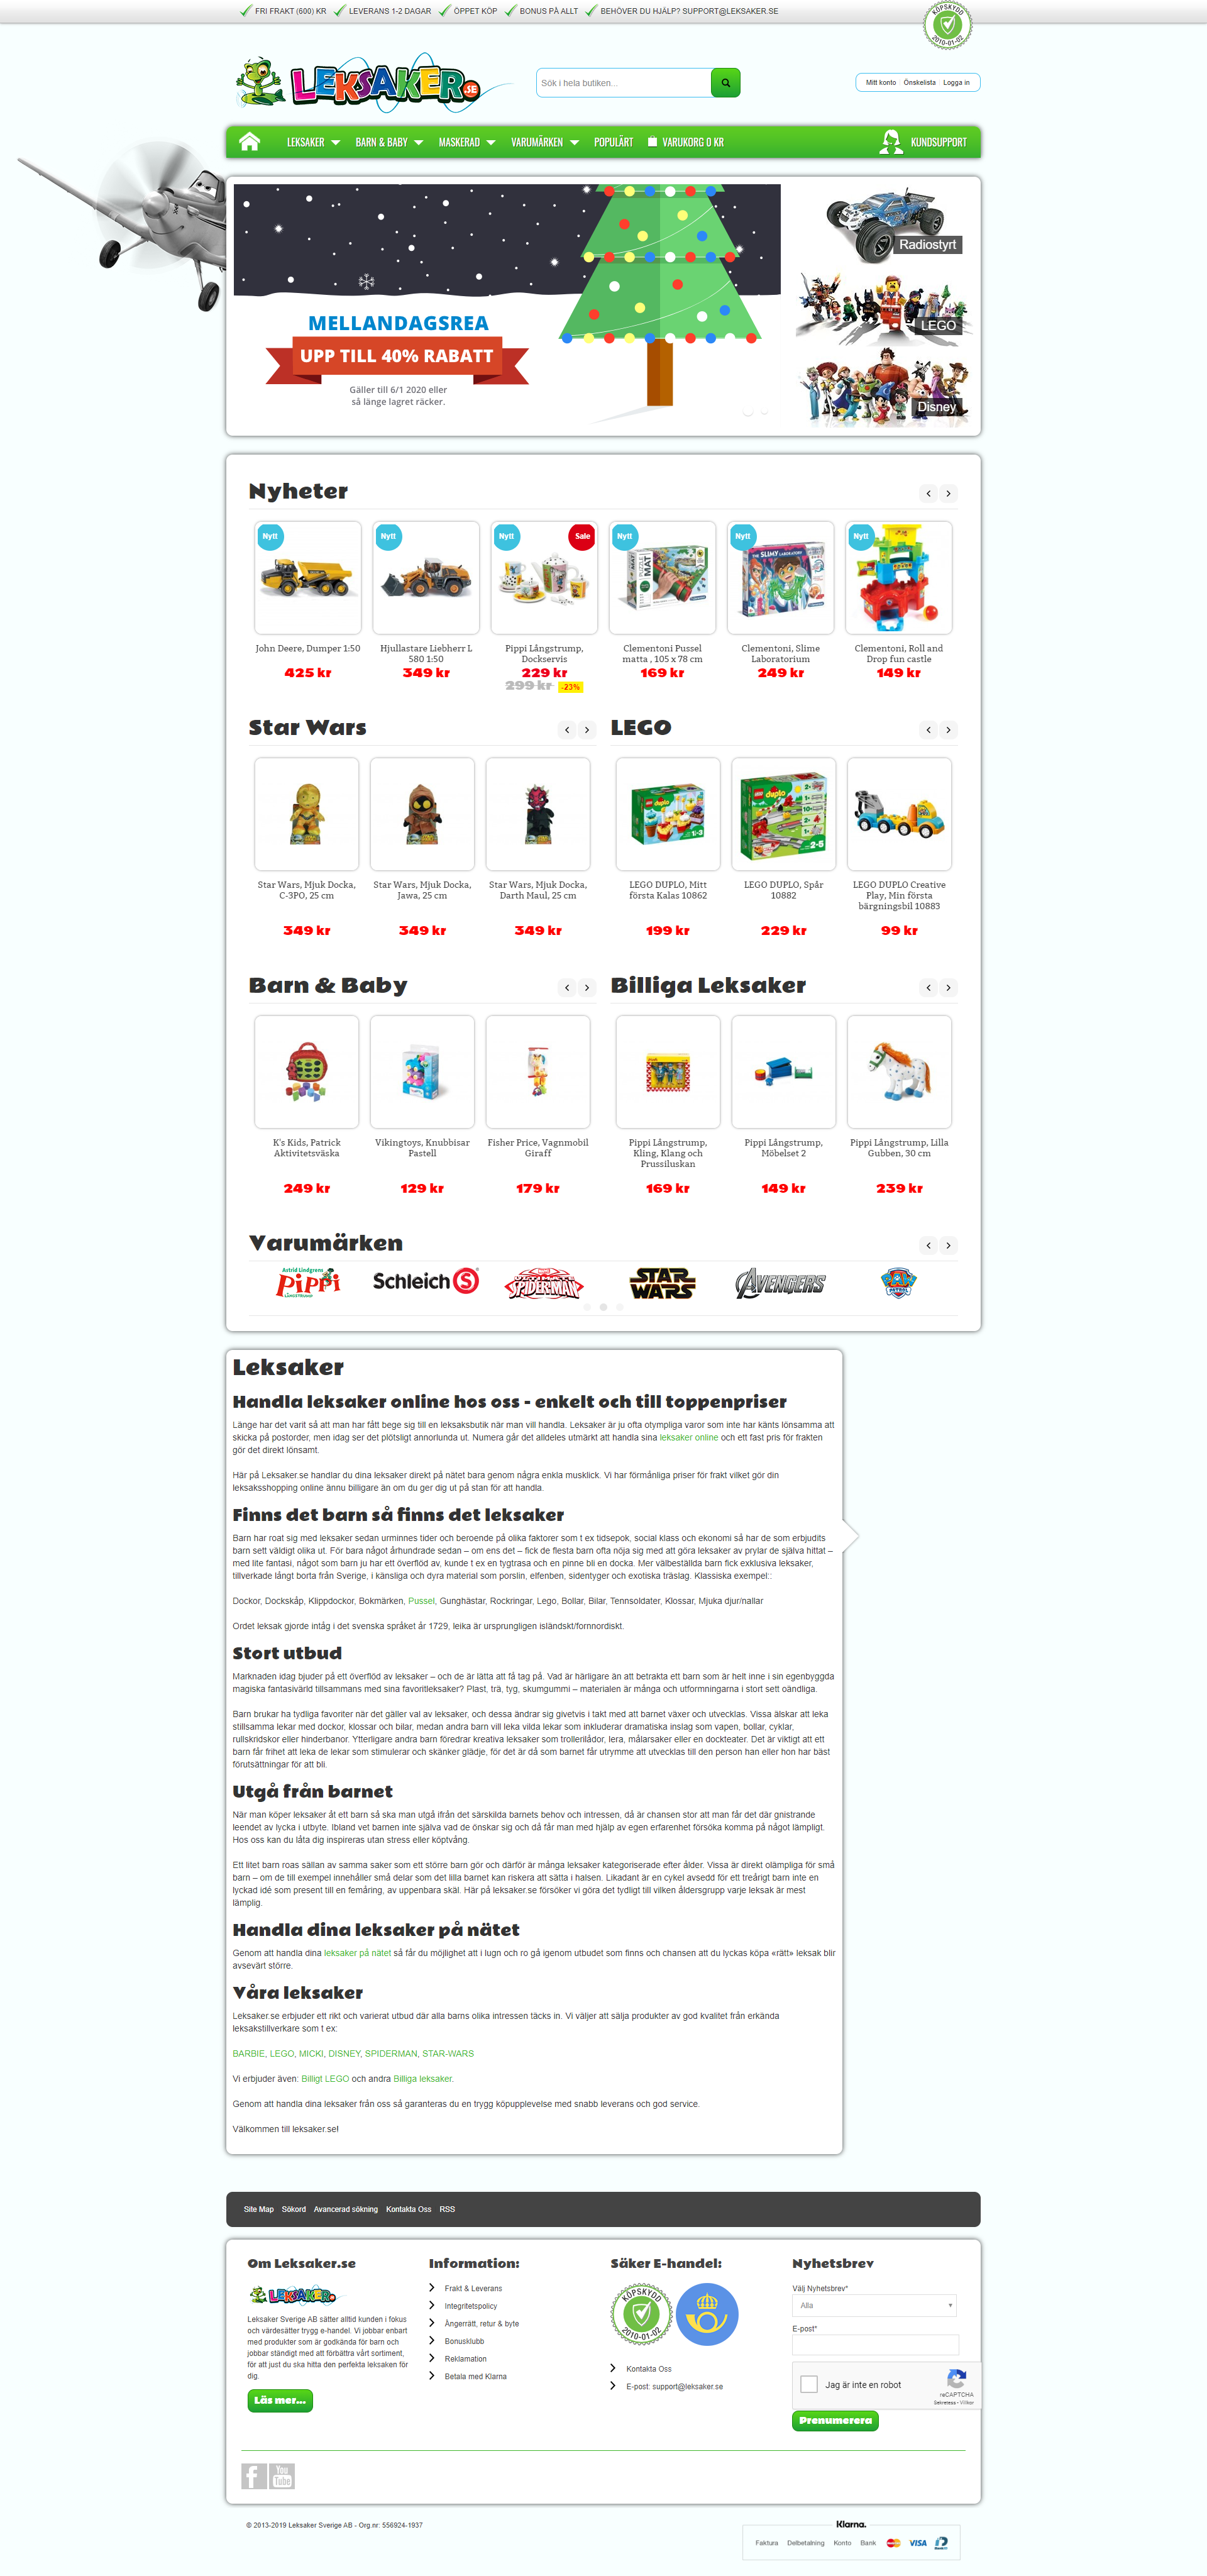 FRI FRAKT (600) KR LEVERANS 1-2 DAGAR ÖPPET KÖP BONUS PÅ ALLT BEHÖVER DU HJÄLP? SUPPORT@LEKSAKER.SE
KÖPSKYDD
2010-01-02
LEKSAKER.SE
Sök i hela butiken...
Mitt konto Önskelista Logga in
LEKSAKER BARN & BABY MASKERAD VARUMÄRKEN POPULÄRT VARUKORG 0 KR KUNDSUPPORT
MELLANDAGSREA
UPP TILL 40% RABATT
Gäller till 6/1 2020 eller
så länge lagret räcker.
Radiostyrt
LEGO
Disney
Nyheter
Nytt Nytt Nytt Sale Nytt Nytt Nytt
John Deere, Dumper 1:50
425 kr
Hjullastare Liebherr L
580 1:50
349 kr
Pippi Långstrump,
Dockservis
229 kr
299 kr -23%
Clementoni Pussel
matta , 105 x 78 cm
169 kr
Clementoni, Slime
Laboratorium
249 kr
Clementoni, Roll and
Drop fun castle
149 kr
Star Wars
Star Wars, Mjuk Docka,
C-3PO, 25 cm
349 kr
Star Wars, Mjuk Docka,
Jawa, 25 cm
349 kr
Star Wars, Mjuk Docka,
Darth Maul, 25 cm
349 kr
LEGO
LEGO DUPLO, Mitt
första Kalas 10862
199 kr
LEGO DUPLO, Spår
10882
229 kr
LEGO DUPLO Creative
Play, Min första
bärgningsbil 10883
99 kr
Barn & Baby
K's Kids, Patrick
Aktivitetsväska
249 kr
Vikingtoys, Knubbisar
Pastell
129 kr
Fisher Price, Vagnmobil
Giraff
179 kr
Billiga Leksaker
Pippi Långstrump,
Kling, Klang och
Prussiluskan
169 kr
Pippi Långstrump,
Möbelset 2
149 kr
Pippi Långstrump, Lilla
Gubben, 30 cm
239 kr
Varumärken
Astrid Lindgrens
PIPPI
LÅNGSTRUMP
Schleich S
SPIDER-MAN
STAR WARS
AVENGERS
PAW PATROL
Leksaker
Handla leksaker online hos oss - enkelt och till toppenpriser
Länge har det varit så att man har fått bege sig till en leksaksbutik när man vill handla. Leksaker är ju ofta otympliga varor som inte har känts lönsamma att
skicka på postorder, men idag ser det plötsligt annorlunda ut. Numera går det alldeles utmärkt att handla sina leksaker online och ett fast pris för frakten
gör det direkt lönsamt.
Här på Leksaker.se handlar du dina leksaker direkt på nätet bara genom några enkla musklick. Vi har förmånliga priser för frakt vilket gör din
leksaksshopping online ännu billigare än om du ger dig ut på stan för att handla.
Finns det barn så finns det leksaker
Barn har roat sig med leksaker sedan urminnes tider och beroende på olika faktorer som t ex tidsepok, social klass och ekonomi så har de som erbjudits
barn sett väldigt olika ut. För bara något århundrade sedan – om ens det – fick de flesta barn ofta nöja sig med att göra leksaker av prylar de själva hittat –
med lite fantasi, något som barn ju har ett överflöd av, kunde t ex en tygtrasa och en pinne bli en docka. Mer välbeställda barn fick exklusiva leksaker,
tillverkade långt borta från Sverige, i känsliga och dyra material som porslin, elfenben, sidentyger och exotiska träslag. Klassiska exempel::
Dockor, Dockskåp, Klippdockor, Bokmärken, Pussel, Gunghästar, Rockringar, Lego, Bollar, Bilar, Tennsoldater, Klossar, Mjuka djur/nallar
Ordet leksak gjorde intåg i det svenska språket år 1729, leika är ursprungligen isländskt/fornnordiskt.
Stort utbud
Marknaden idag bjuder på ett överflöd av leksaker – och de är lätta att få tag på. Vad är härligare än att betrakta ett barn som är helt inne i sin egenbyggda
magiska fantasivärld tillsammans med sina favoritleksaker? Plast, trä, tyg, skumgummi – materialen är många och utformningarna i stort sett oändliga.
Barn brukar ha tydliga favoriter när det gäller val av leksaker, och dessa ändrar sig givetvis i takt med att barnet växer och utvecklas. Vissa älskar att leka
stillsamma lekar med dockor, klossar och bilar, medan andra barn vill leka vilda lekar som inkluderar dramatiska inslag som vapen, bollar, cyklar,
rullskridskor eller hinderbanor. Ytterligare andra barn föredrar kreativa leksaker som trollerilådor, lera, målarsaker eller en dockteater. Det är viktigt att ett
barn får frihet att leka de lekar som stimulerar och skänker glädje, för det är då som barnet får utrymme att utvecklas till den person han eller hon har bäst
förutsättningar för att bli.
Utgå från barnet
När man köper leksaker åt ett barn så ska man utgå ifrån det särskilda barnets behov och intressen, då är chansen stor att man får det där gnistrande
leendet av lycka i utbyte. Ibland vet barnen inte själva vad de önskar sig och då får man med hjälp av egen erfarenhet försöka komma på något lämpligt.
Hos oss kan du låta dig inspireras utan stress eller köptvång.
Ett litet barn roas sällan av samma saker som ett större barn gör och därför är många leksaker kategoriserade efter ålder. Vissa är direkt olämpliga för små
barn – om de till exempel innehåller små delar som det lilla barnet kan riskera att sätta i halsen. Likadant är en cykel avsedd för ett treårigt barn inte en
lyckad idé som present till en femåring, av uppenbara skäl. Här på leksaker.se försöker vi göra det tydligt till vilken åldersgrupp varje leksak är mest
lämplig.
Handla dina leksaker på nätet
Genom att handla dina leksaker på nätet så får du möjlighet att i lugn och ro gå igenom utbudet som finns och chansen att du lyckas köpa «rätt» leksak blir
avsevärt större.
Våra leksaker
Leksaker.se erbjuder ett rikt och varierat utbud där alla barns olika intressen täcks in. Vi väljer att sälja produkter av god kvalitet från erkända
leksakstillverkare som t ex:
BARBIE, LEGO, MICKI, DISNEY, SPIDERMAN, STAR-WARS
Vi erbjuder även: Billigt LEGO och andra Billiga leksaker.
Genom att handla dina leksaker från oss så garanteras du en trygg köpupplevelse med snabb leverans och god service.
Välkommen till leksaker.se!
Site Map Sökord Avancerad sökning Kontakta Oss RSS
Om Leksaker.se
LEKSAKER
Leksaker Sverige AB sätter alltid kunden i fokus
och värdesätter trygg e-handel. Vi jobbar enbart
med produkter som är godkända för barn och
jobbar ständigt med att förbättra vårt sortiment,
för att just du ska hitta den perfekta leksaken för
dig.
Läs mer...
Information:
Frakt & Leverans
Integritetspolicy
Ångerrätt, retur & byte
Bonusklubb
Reklamation
Betala med Klarna
Säker E-handel:
KÖPSKYDD
2010-01-02
Kontakta Oss
E-post: support@leksaker.se
Nyhetsbrev
Välj Nyhetsbrev*
Alla
E-post*
Jag är inte en robot
reCAPTCHA
Sekretess - Villkor
Prenumerera
f You Tube
© 2013-2019 Leksaker Sverige AB - Org.nr: 556924-1937
Klarna.
Faktura Delbetalning Konto Bank VISA